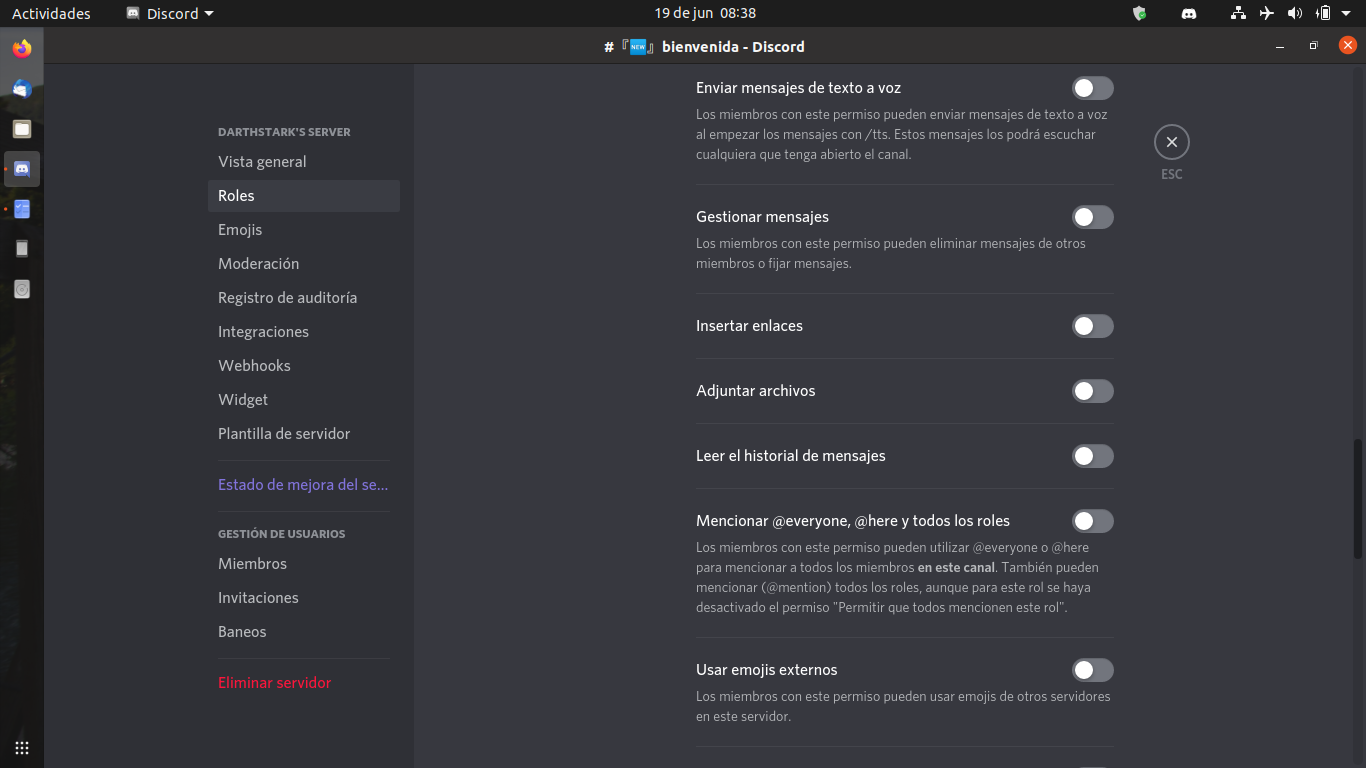 Actividades
Discord
19 de jun 08:38
# 『NEW』 bienvenida - Discord
DARTHSTARK'S SERVER
Vista general
Roles
Emojis
Moderación
Registro de auditoría
Integraciones
Webhooks
Widget
Plantilla de servidor
Estado de mejora del se...
GESTIÓN DE USUARIOS
Miembros
Invitaciones
Baneos
Eliminar servidor
Enviar mensajes de texto a voz
Los miembros con este permiso pueden enviar mensajes de texto a voz
al empezar los mensajes con /tts. Estos mensajes los podrá escuchar
cualquiera que tenga abierto el canal.
Gestionar mensajes
Los miembros con este permiso pueden eliminar mensajes de otros
miembros o fijar mensajes.
Insertar enlaces
Adjuntar archivos
Leer el historial de mensajes
Mencionar @everyone, @here y todos los roles
Los miembros con este permiso pueden utilizar @everyone o @here
para mencionar a todos los miembros en este canal. También pueden
mencionar (@mention) todos los roles, aunque para este rol se haya
desactivado el permiso "Permitir que todos mencionen este rol".
Usar emojis externos
Los miembros con este permiso pueden usar emojis de otros servidores
en este servidor.
ESC